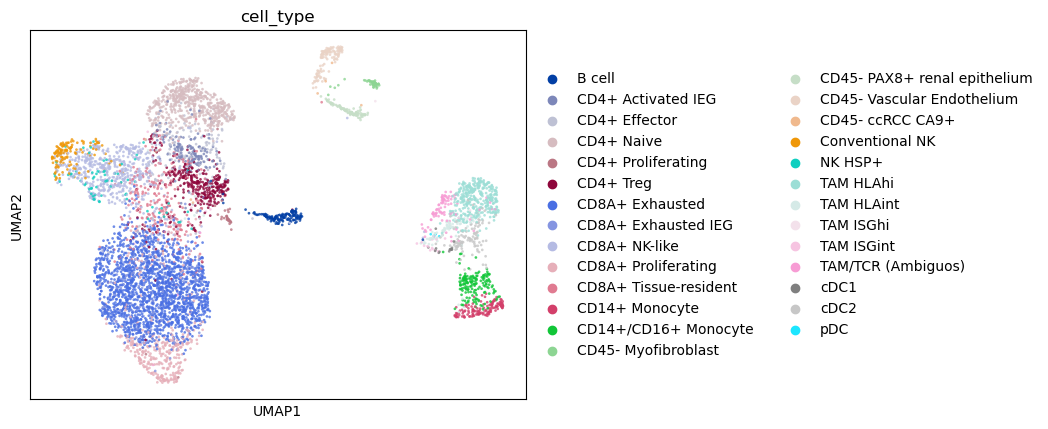 cell_type
UMAP2
UMAP1
B cell
CD4+ Activated IEG
CD4+ Effector
CD4+ Naive
CD4+ Proliferating
CD4+ Treg
CD8A+ Exhausted
CD8A+ Exhausted IEG
CD8A+ NK-like
CD8A+ Proliferating
CD8A+ Tissue-resident
CD14+ Monocyte
CD14+/CD16+ Monocyte
CD45- Myofibroblast
CD45- PAX8+ renal epithelium
CD45- Vascular Endothelium
CD45- ccRCC CA9+
Conventional NK
NK HSP+
TAM HLAhi
TAM HLAint
TAM ISGhi
TAM ISGint
TAM/TCR (Ambiguos)
cDC1
cDC2
pDC